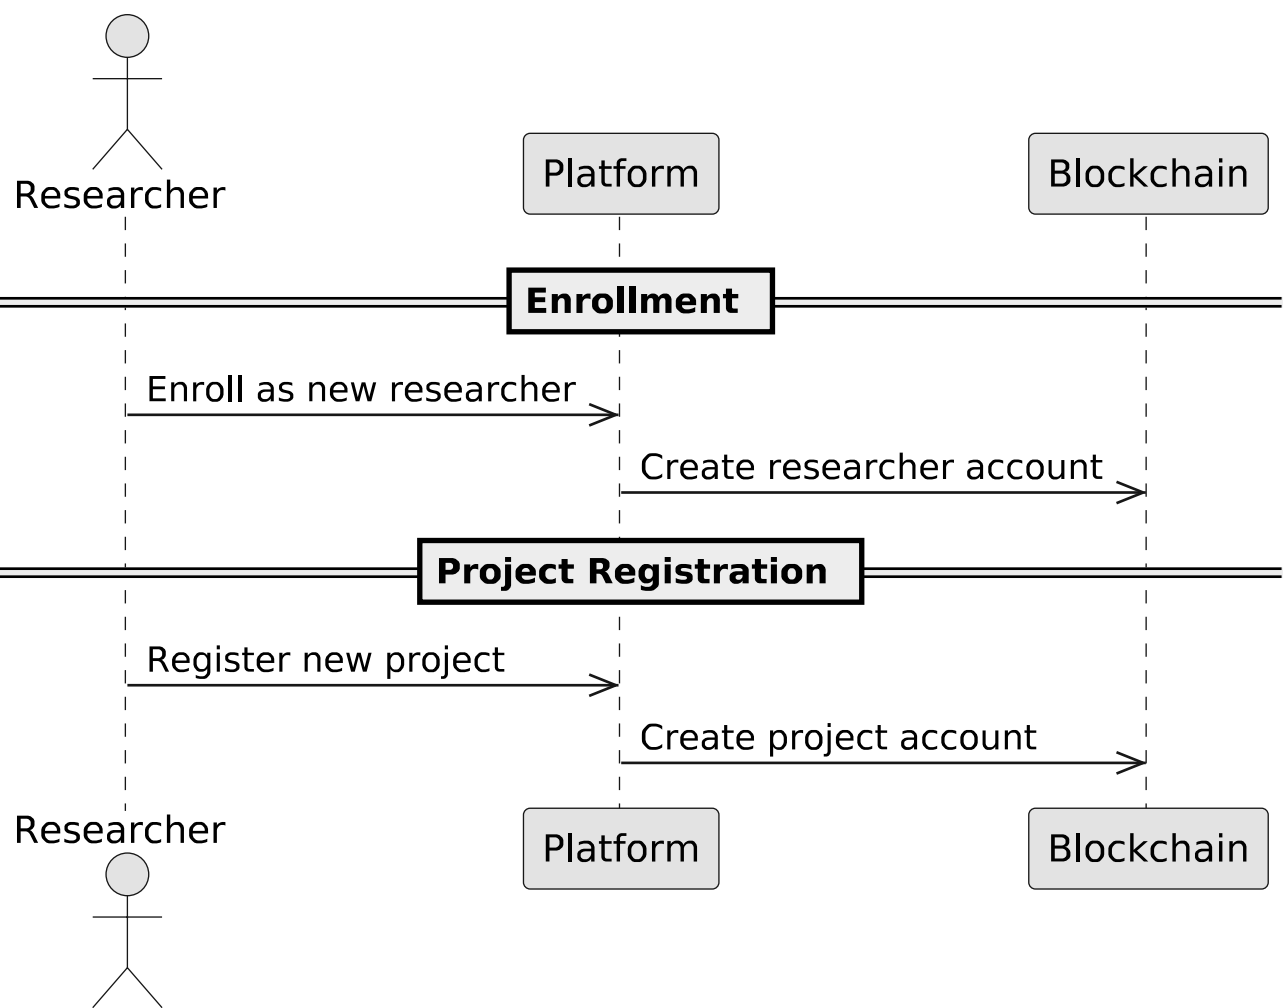 Researcher
Platform
Blockchain
Enrollment
Enroll as new researcher
Create researcher account
Project Registration
Register new project
Create project account
Researcher
Platform
Blockchain